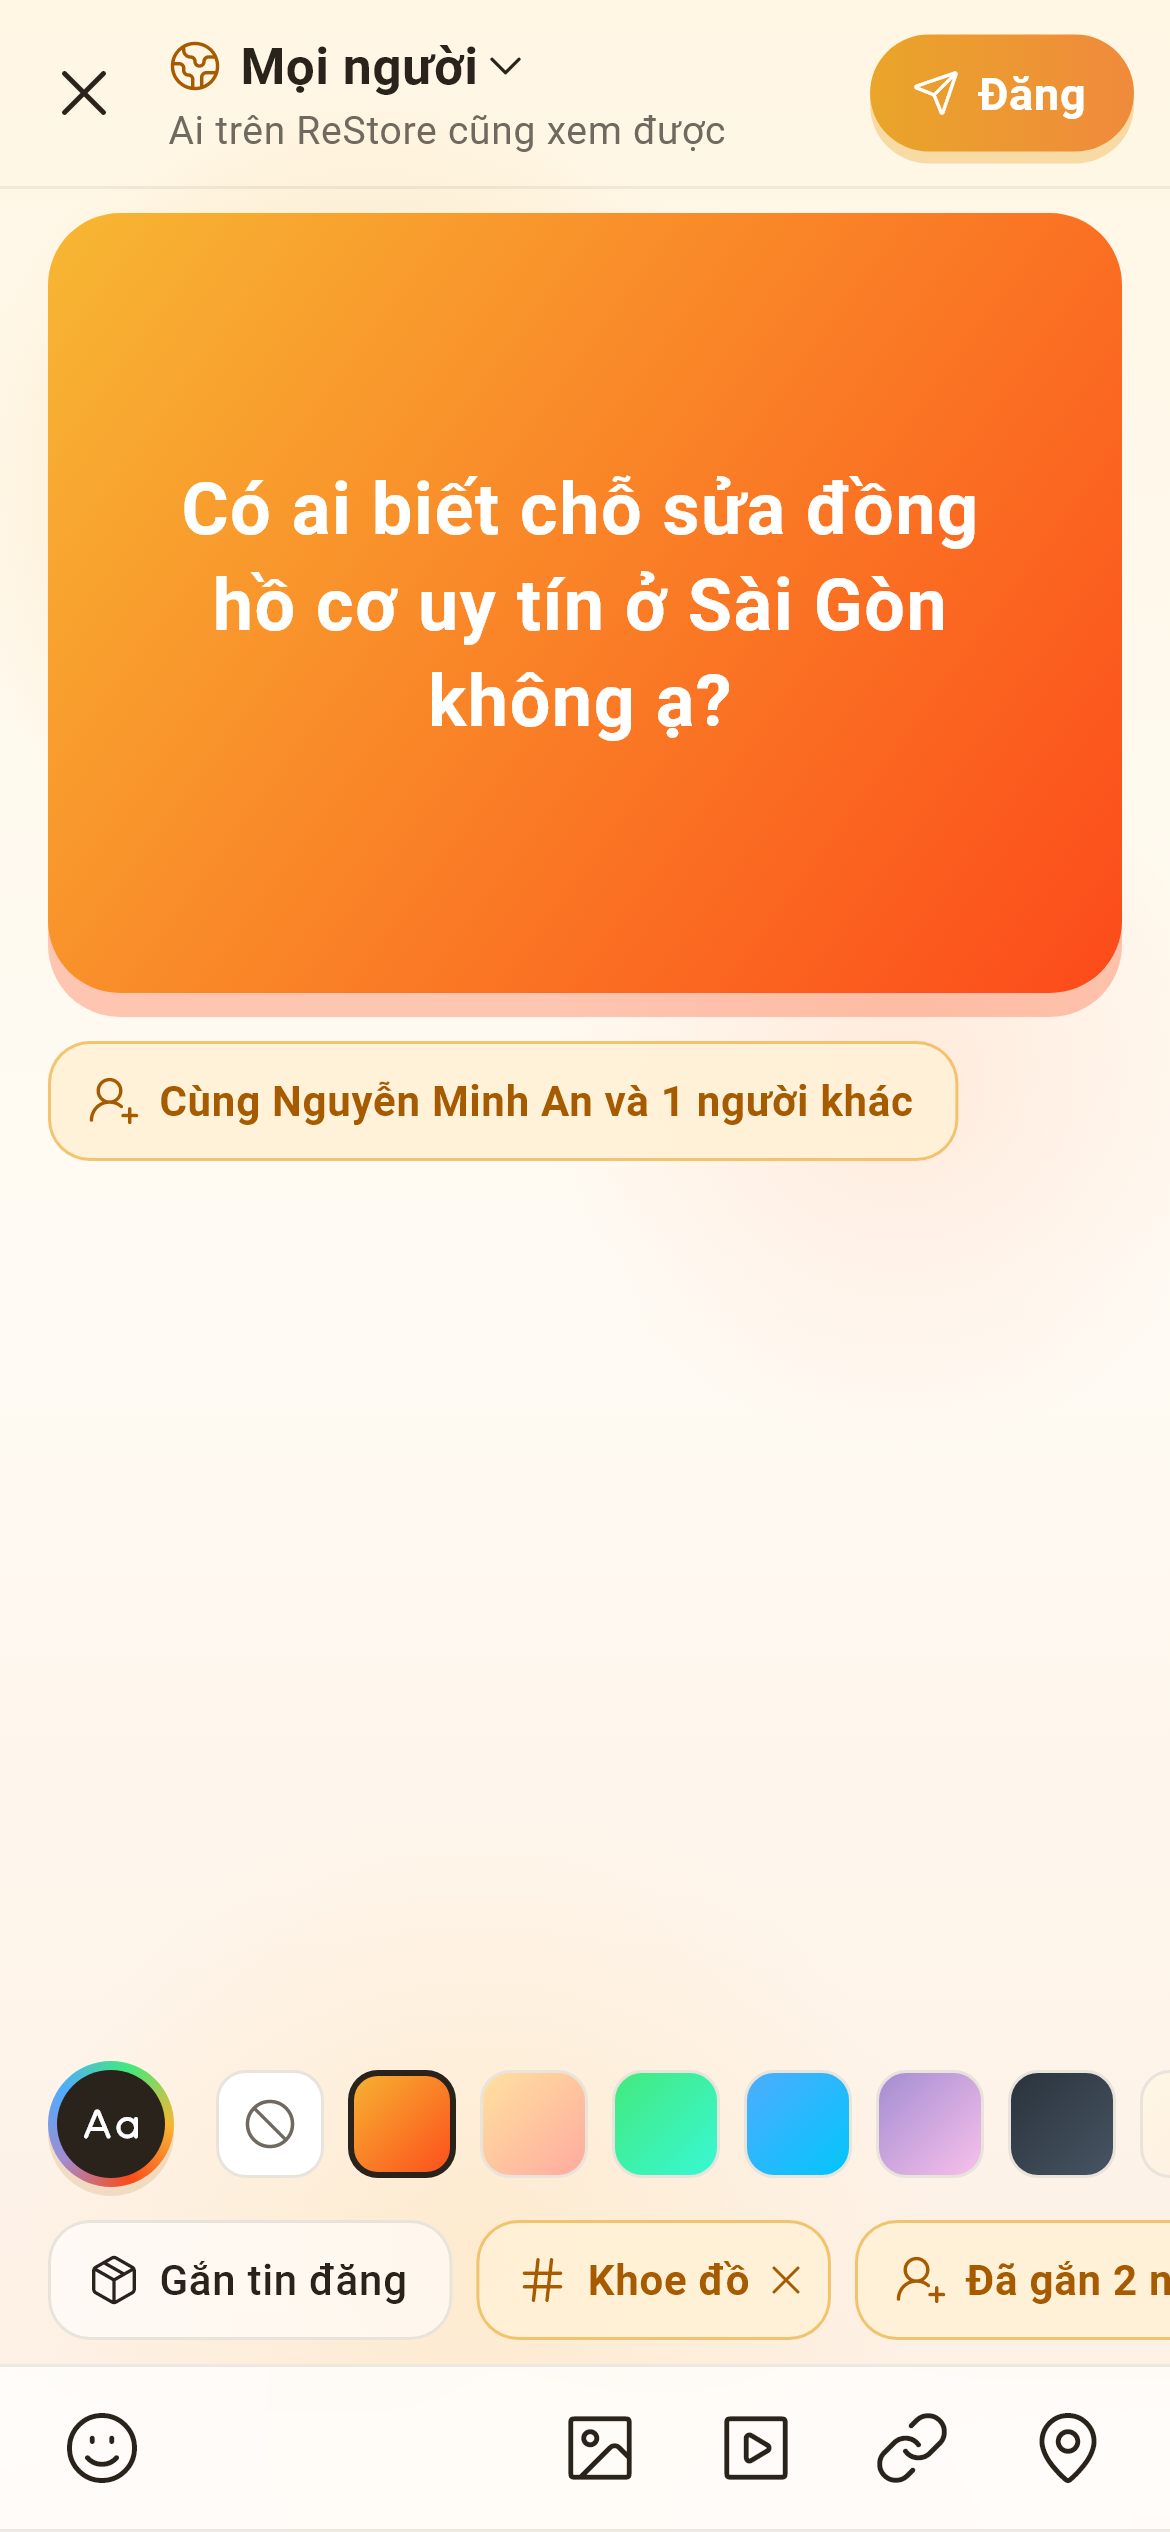 Mọi người
Đăng
Ai trên ReStore cũng xem được
Có ai biết chỗ sửa đồng
hồ cơ uy tín ở Sài Gòn
không ạ?
Cùng Nguyễn Minh An và 1 người khác
Aa
Gắn tin đăng
Khoe đồ
Đã gắn 2